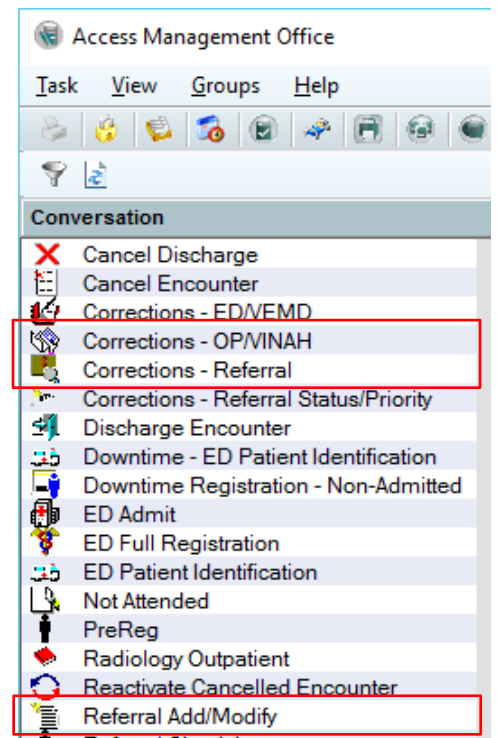 Access Management Office
Task View Groups Help
Conversation
Cancel Discharge
Cancel Encounter
Corrections - ED/VEMD
Corrections - OP/VINAH
Corrections - Referral
Corrections - Referral Status/Priority
Discharge Encounter
Downtime - ED Patient Identification
Downtime Registration - Non-Admitted
ED Admit
ED Full Registration
ED Patient Identification
Not Attended
PreReg
Radiology Outpatient
Reactivate Cancelled Encounter
Referral Add/Modify